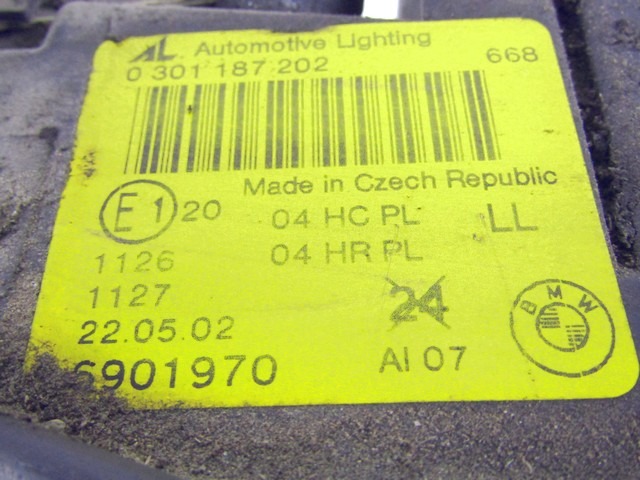 AL Automotive Lighting
0 301 187 202 668
Made in Czech Republic
E1 20 04 HC PL LL
1126 04 HR PL
1127 24
22.05.02
6901970 AI 07
BMW